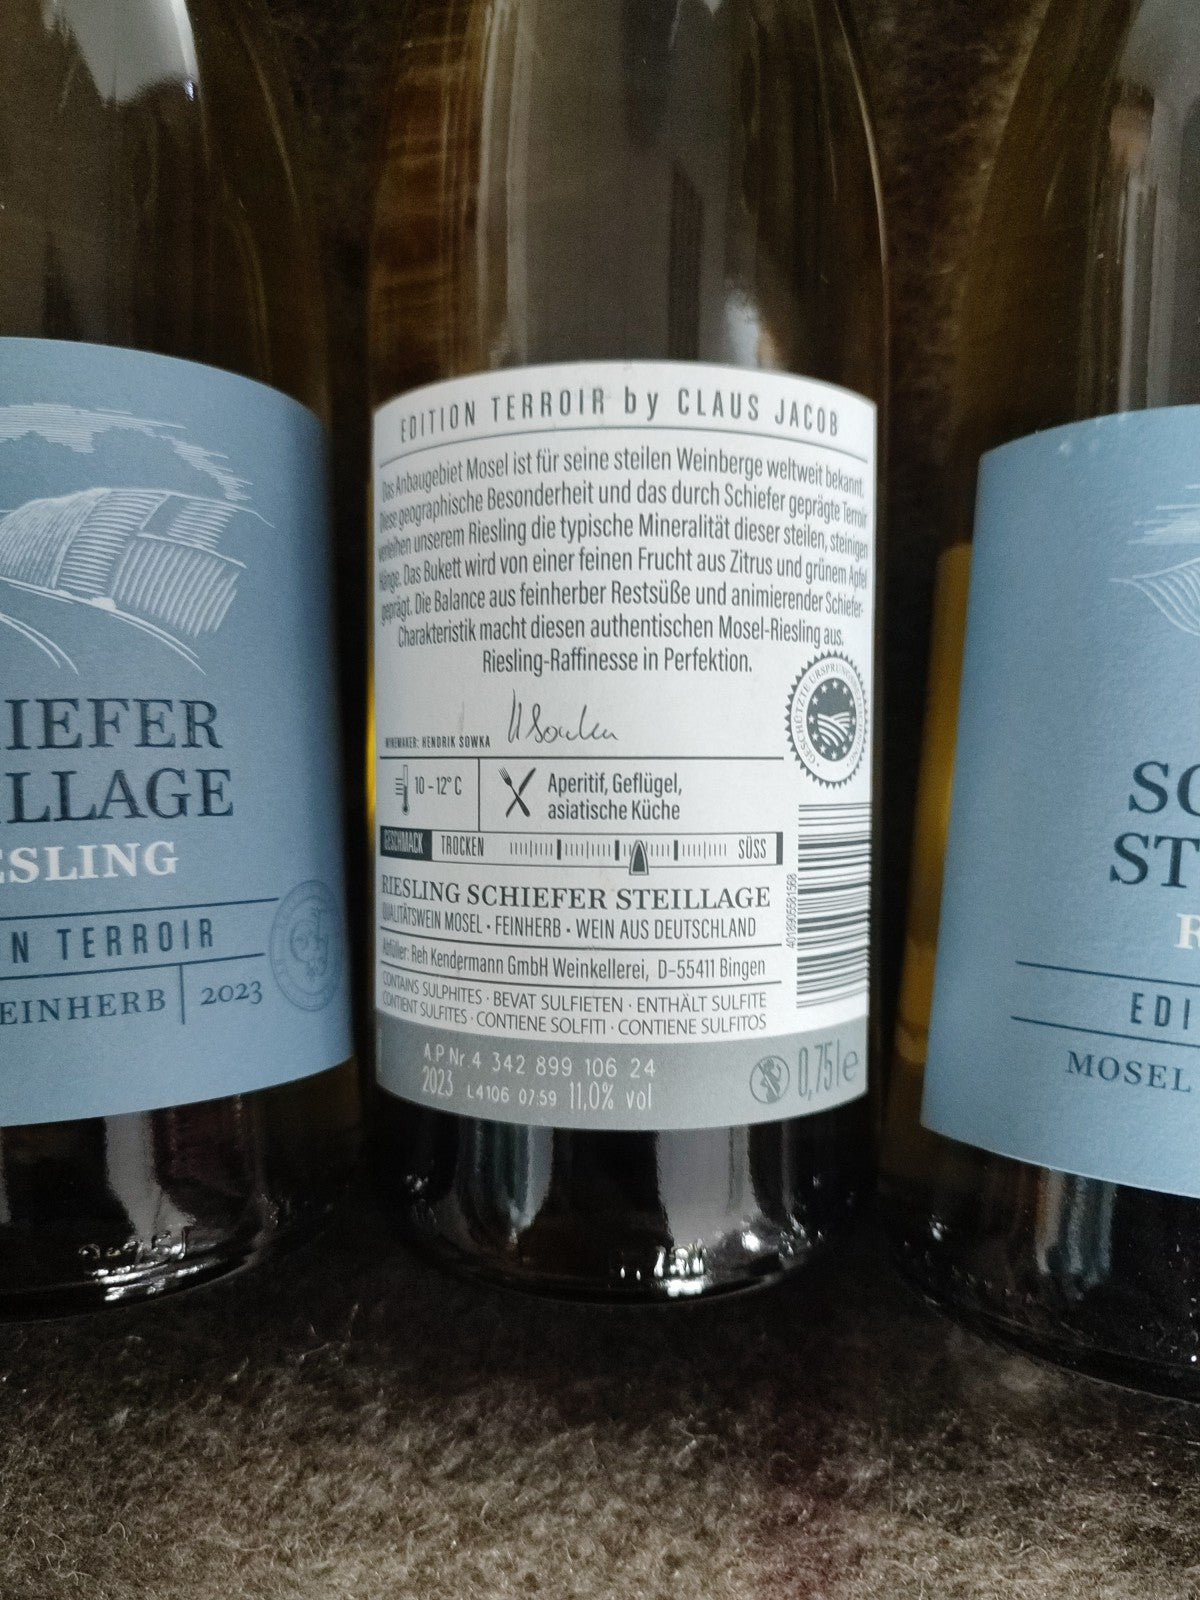 EDITION TERROIR by CLAUS JACOB
Das Anbaugebiet Mosel ist für seine steilen Weinberge weltweit bekannt.
Diese geographische Besonderheit und das durch Schiefer geprägte Terroir
verleihen unserem Riesling die typische Mineralität dieser steilen, steinigen
Hänge. Das Bukett wird von einer feinen Frucht aus Zitrus und grünem Apfel
geprägt. Die Balance aus feinherber Restsüße und animierender Schiefer-
Charakteristik macht diesen authentischen Mosel-Riesling aus.
Riesling-Raffinesse in Perfektion.
WINEMAKER: HENDRIK SOWKA
H Sowka
GESCHÜTZTE URSPRUNGSBEZEICHNUNG
10 - 12° C
Aperitif, Geflügel,
asiatische Küche
GESCHMACK TROCKEN SÜSS
RIESLING SCHIEFER STEILLAGE
QUALITÄTSWEIN MOSEL · FEINHERB · WEIN AUS DEUTSCHLAND
Abfüller: Reh Kendermann GmbH Weinkellerei, D-55411 Bingen
CONTAINS SULPHITES · BEVAT SULFIETEN · ENTHÄLT SULFITE
CONTIENT SULFITES · CONTIENE SOLFITI · CONTIENE SULFITOS
4018905581568
A.P.Nr 4 342 899 106 24
2023 L4106 07:59 11,0% vol
0,75 l e
HIEFER
ILLAGE
ESLING
N TERROIR
EINHERB 2023
SC
ST
R
EDI
MOSEL